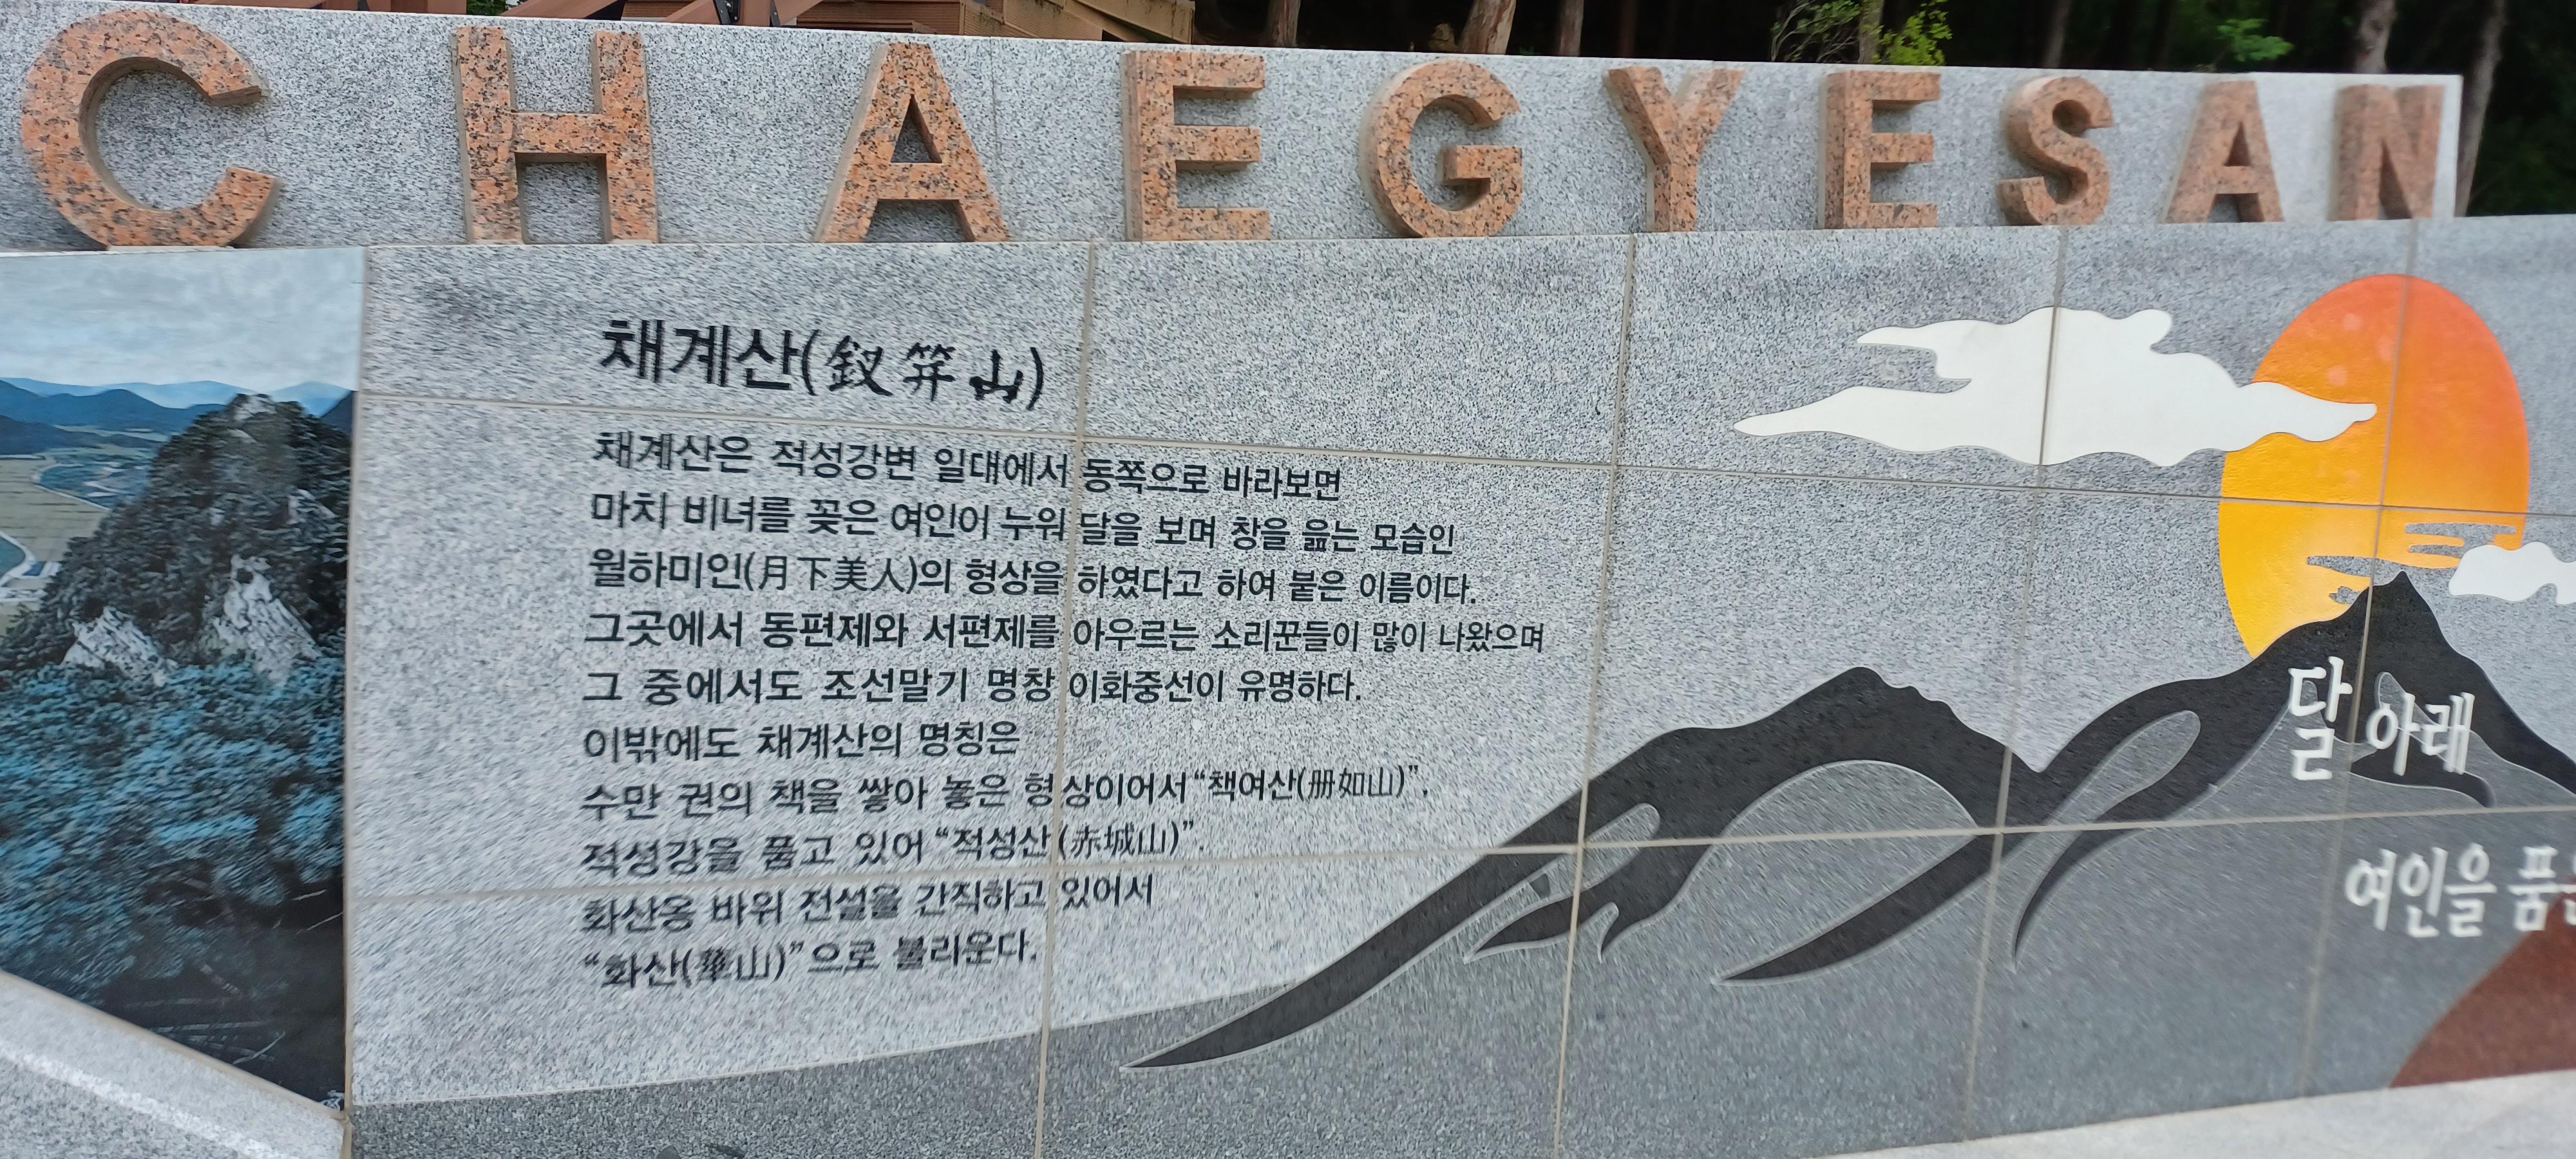 CHAEGYESAN
채계산(釵笄山)
채계산은 적성강변 일대에서 동쪽으로 바라보면
마치 비녀를 꽂은 여인이 누워 달을 보며 창을 읊는 모습인
월하미인(月下美人)의 형상을 하였다고 하여 붙은 이름이다.
그곳에서 동편제와 서편제를 아우르는 소리꾼들이 많이 나왔으며
그 중에서도 조선말기 명창 이화중선이 유명하다.
이밖에도 채계산의 명칭은
수만 권의 책을 쌓아 놓은 형상이어서 “책여산(冊如山)”.
적성강을 품고 있어 “적성산(赤城山)”.
화산옹 바위 전설을 간직하고 있어서
“화산(華山)”으로 불리운다.
달 아래
여인을 품